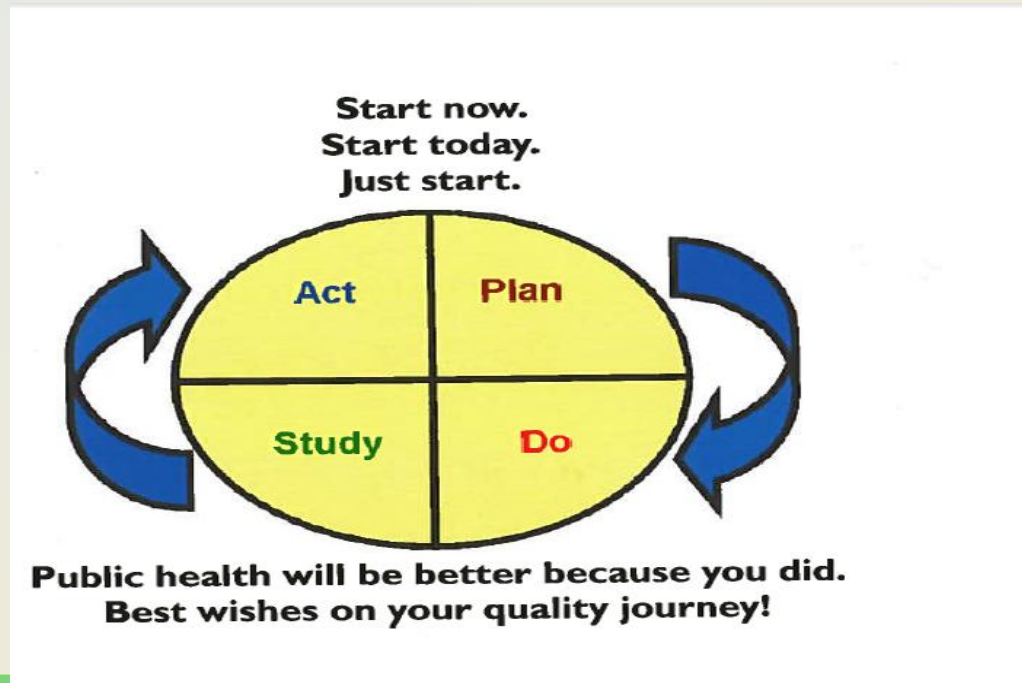 Start now.
Start today.
Just start.
Act Plan
Study Do
Public health will be better because you did.
Best wishes on your quality journey!